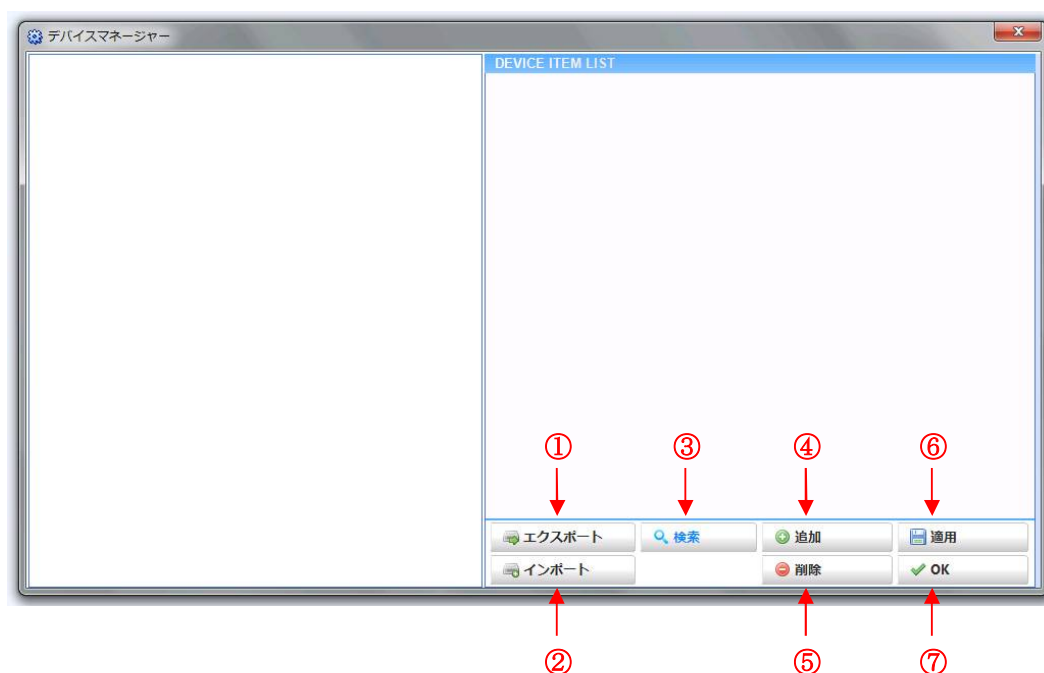 デバイスマネージャー
DEVICE ITEM LIST
① ③ ④ ⑥
エクスポート 検索 追加 適用
インポート 削除 OK
② ⑤ ⑦